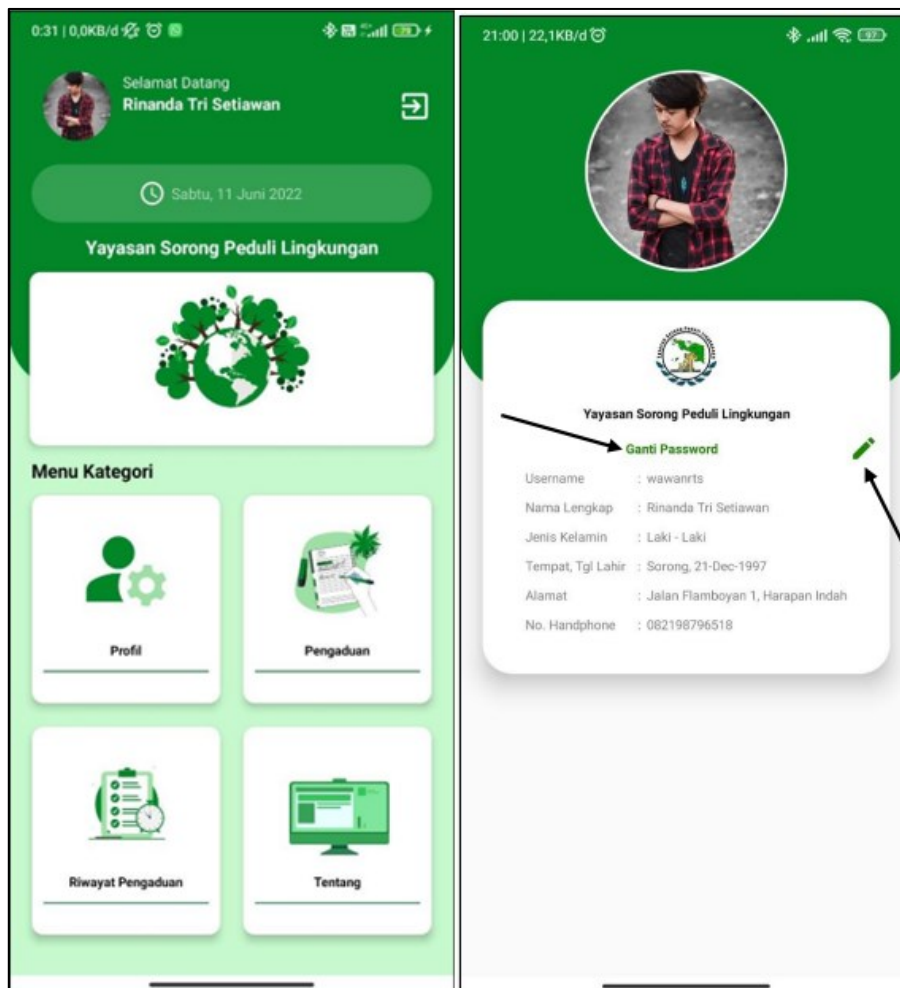 0:31 | 0,0KB/d
79
Selamat Datang
Rinanda Tri Setiawan
Sabtu, 11 Juni 2022
Yayasan Sorong Peduli Lingkungan
Menu Kategori
Profil
Pengaduan
Riwayat Pengaduan
Tentang
21:00 | 22,1KB/d
97
Yayasan Sorong Peduli Lingkungan
Ganti Password
Username : wawanrts
Nama Lengkap : Rinanda Tri Setiawan
Jenis Kelamin : Laki - Laki
Tempat, Tgl Lahir : Sorong, 21-Dec-1997
Alamat : Jalan Flamboyan 1, Harapan Indah
No. Handphone : 082198796518